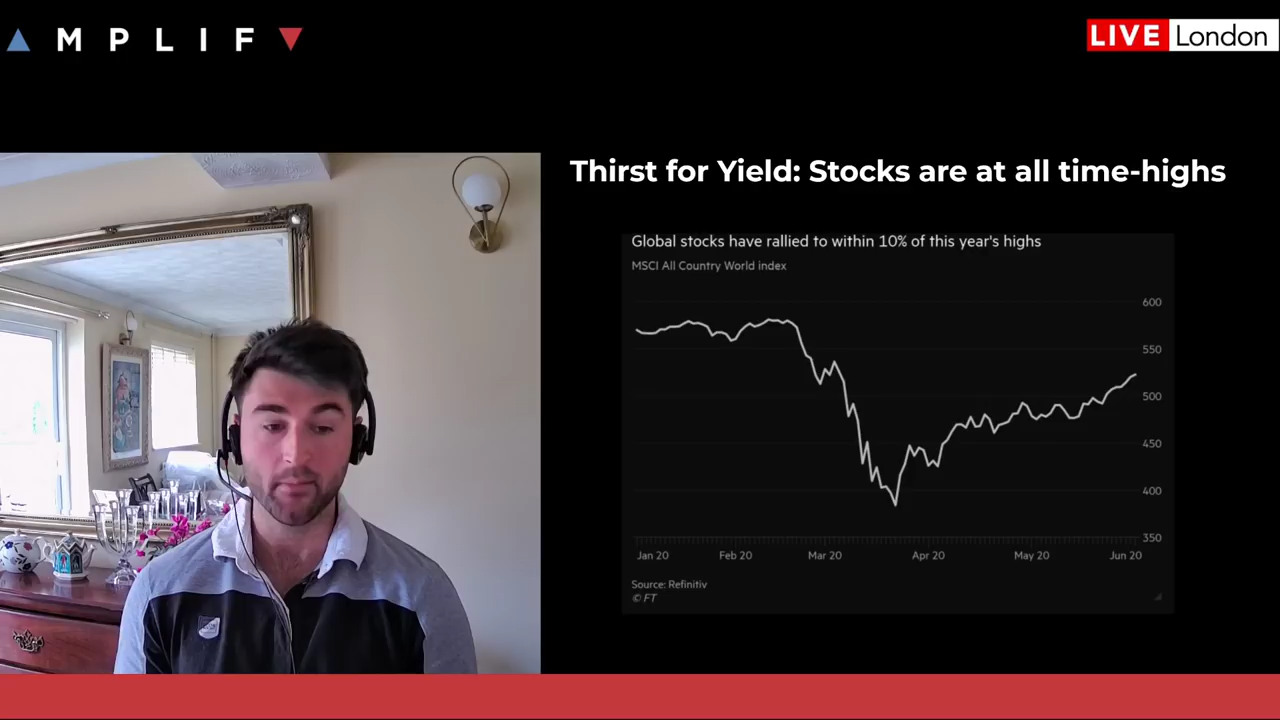 ▲ M P L I F ▼
LIVE London
Thirst for Yield: Stocks are at all time-highs
Global stocks have rallied to within 10% of this year's highs
MSCI All Country World index
600
550
500
450
400
350
Jan 20 Feb 20 Mar 20 Apr 20 May 20 Jun 20
Source: Refinitiv
© FT